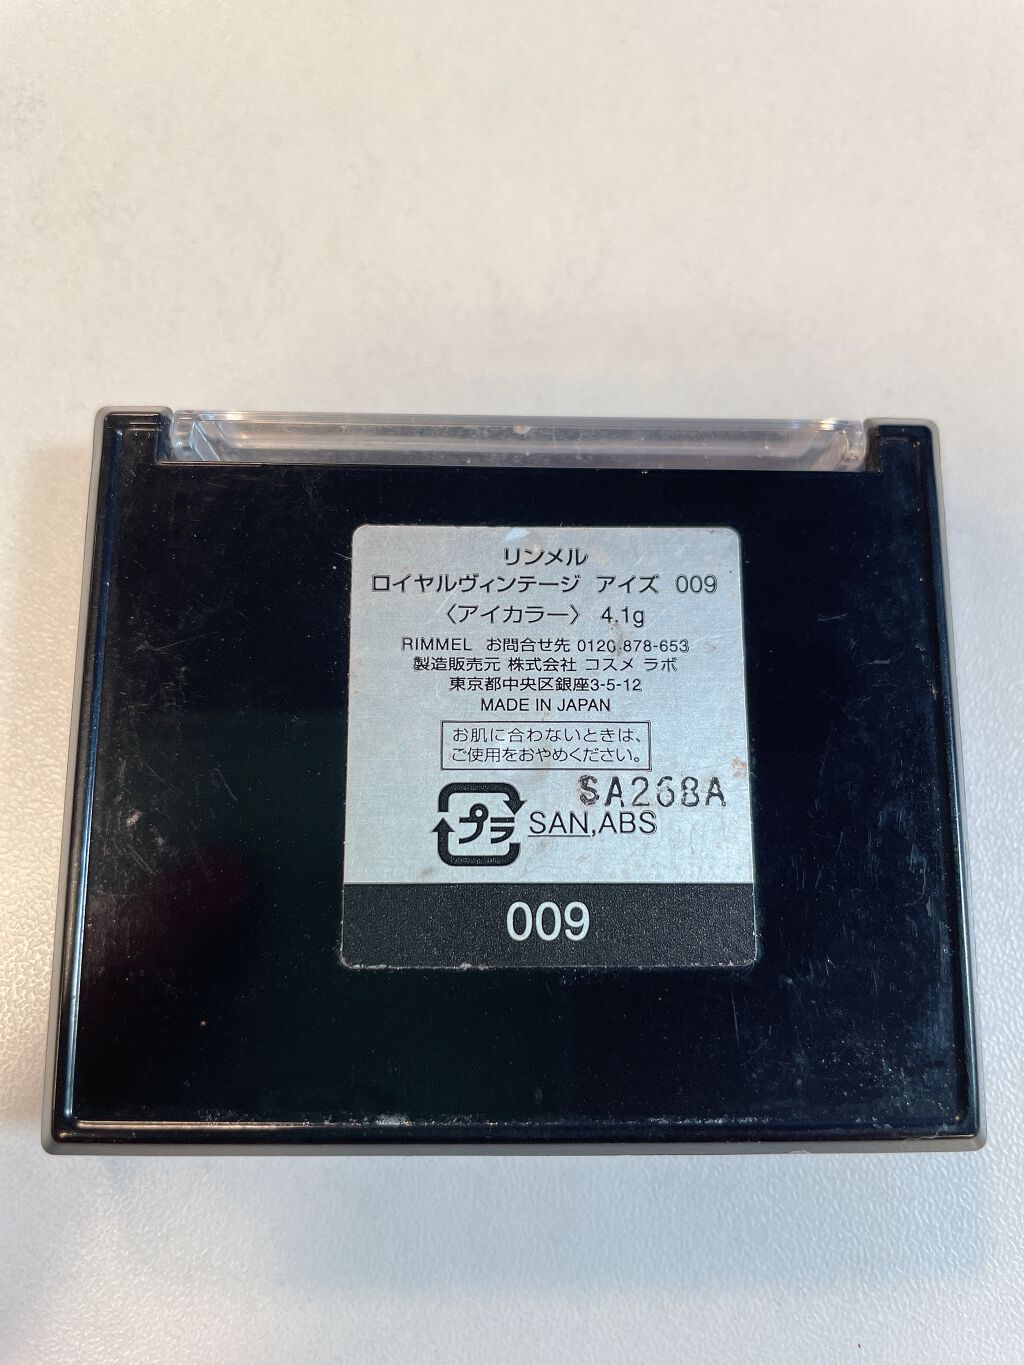 リンメル
ロイヤルヴィンテージ アイズ 009
〈アイカラー〉 4.1g
RIMMEL お問合せ先 0120-878-653
製造販売元 株式会社 コスメ ラボ
東京都中央区銀座3-5-12
MADE IN JAPAN
お肌に合わないときは、
ご使用をおやめください。
SA268A
プラ SAN,ABS
009